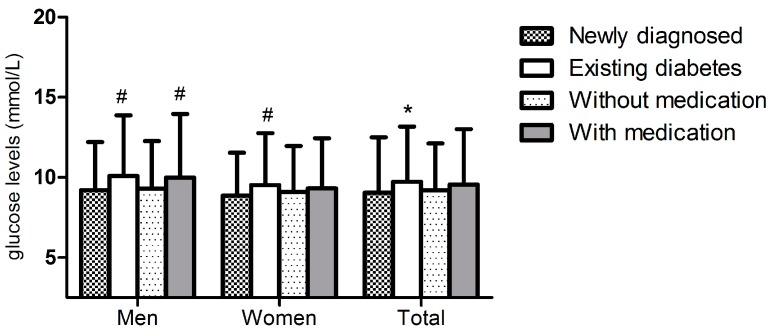 20
15
10
5
glucose levels (mmol/L)
# # # *
Men Women Total
Newly diagnosed
Existing diabetes
Without medication
With medication